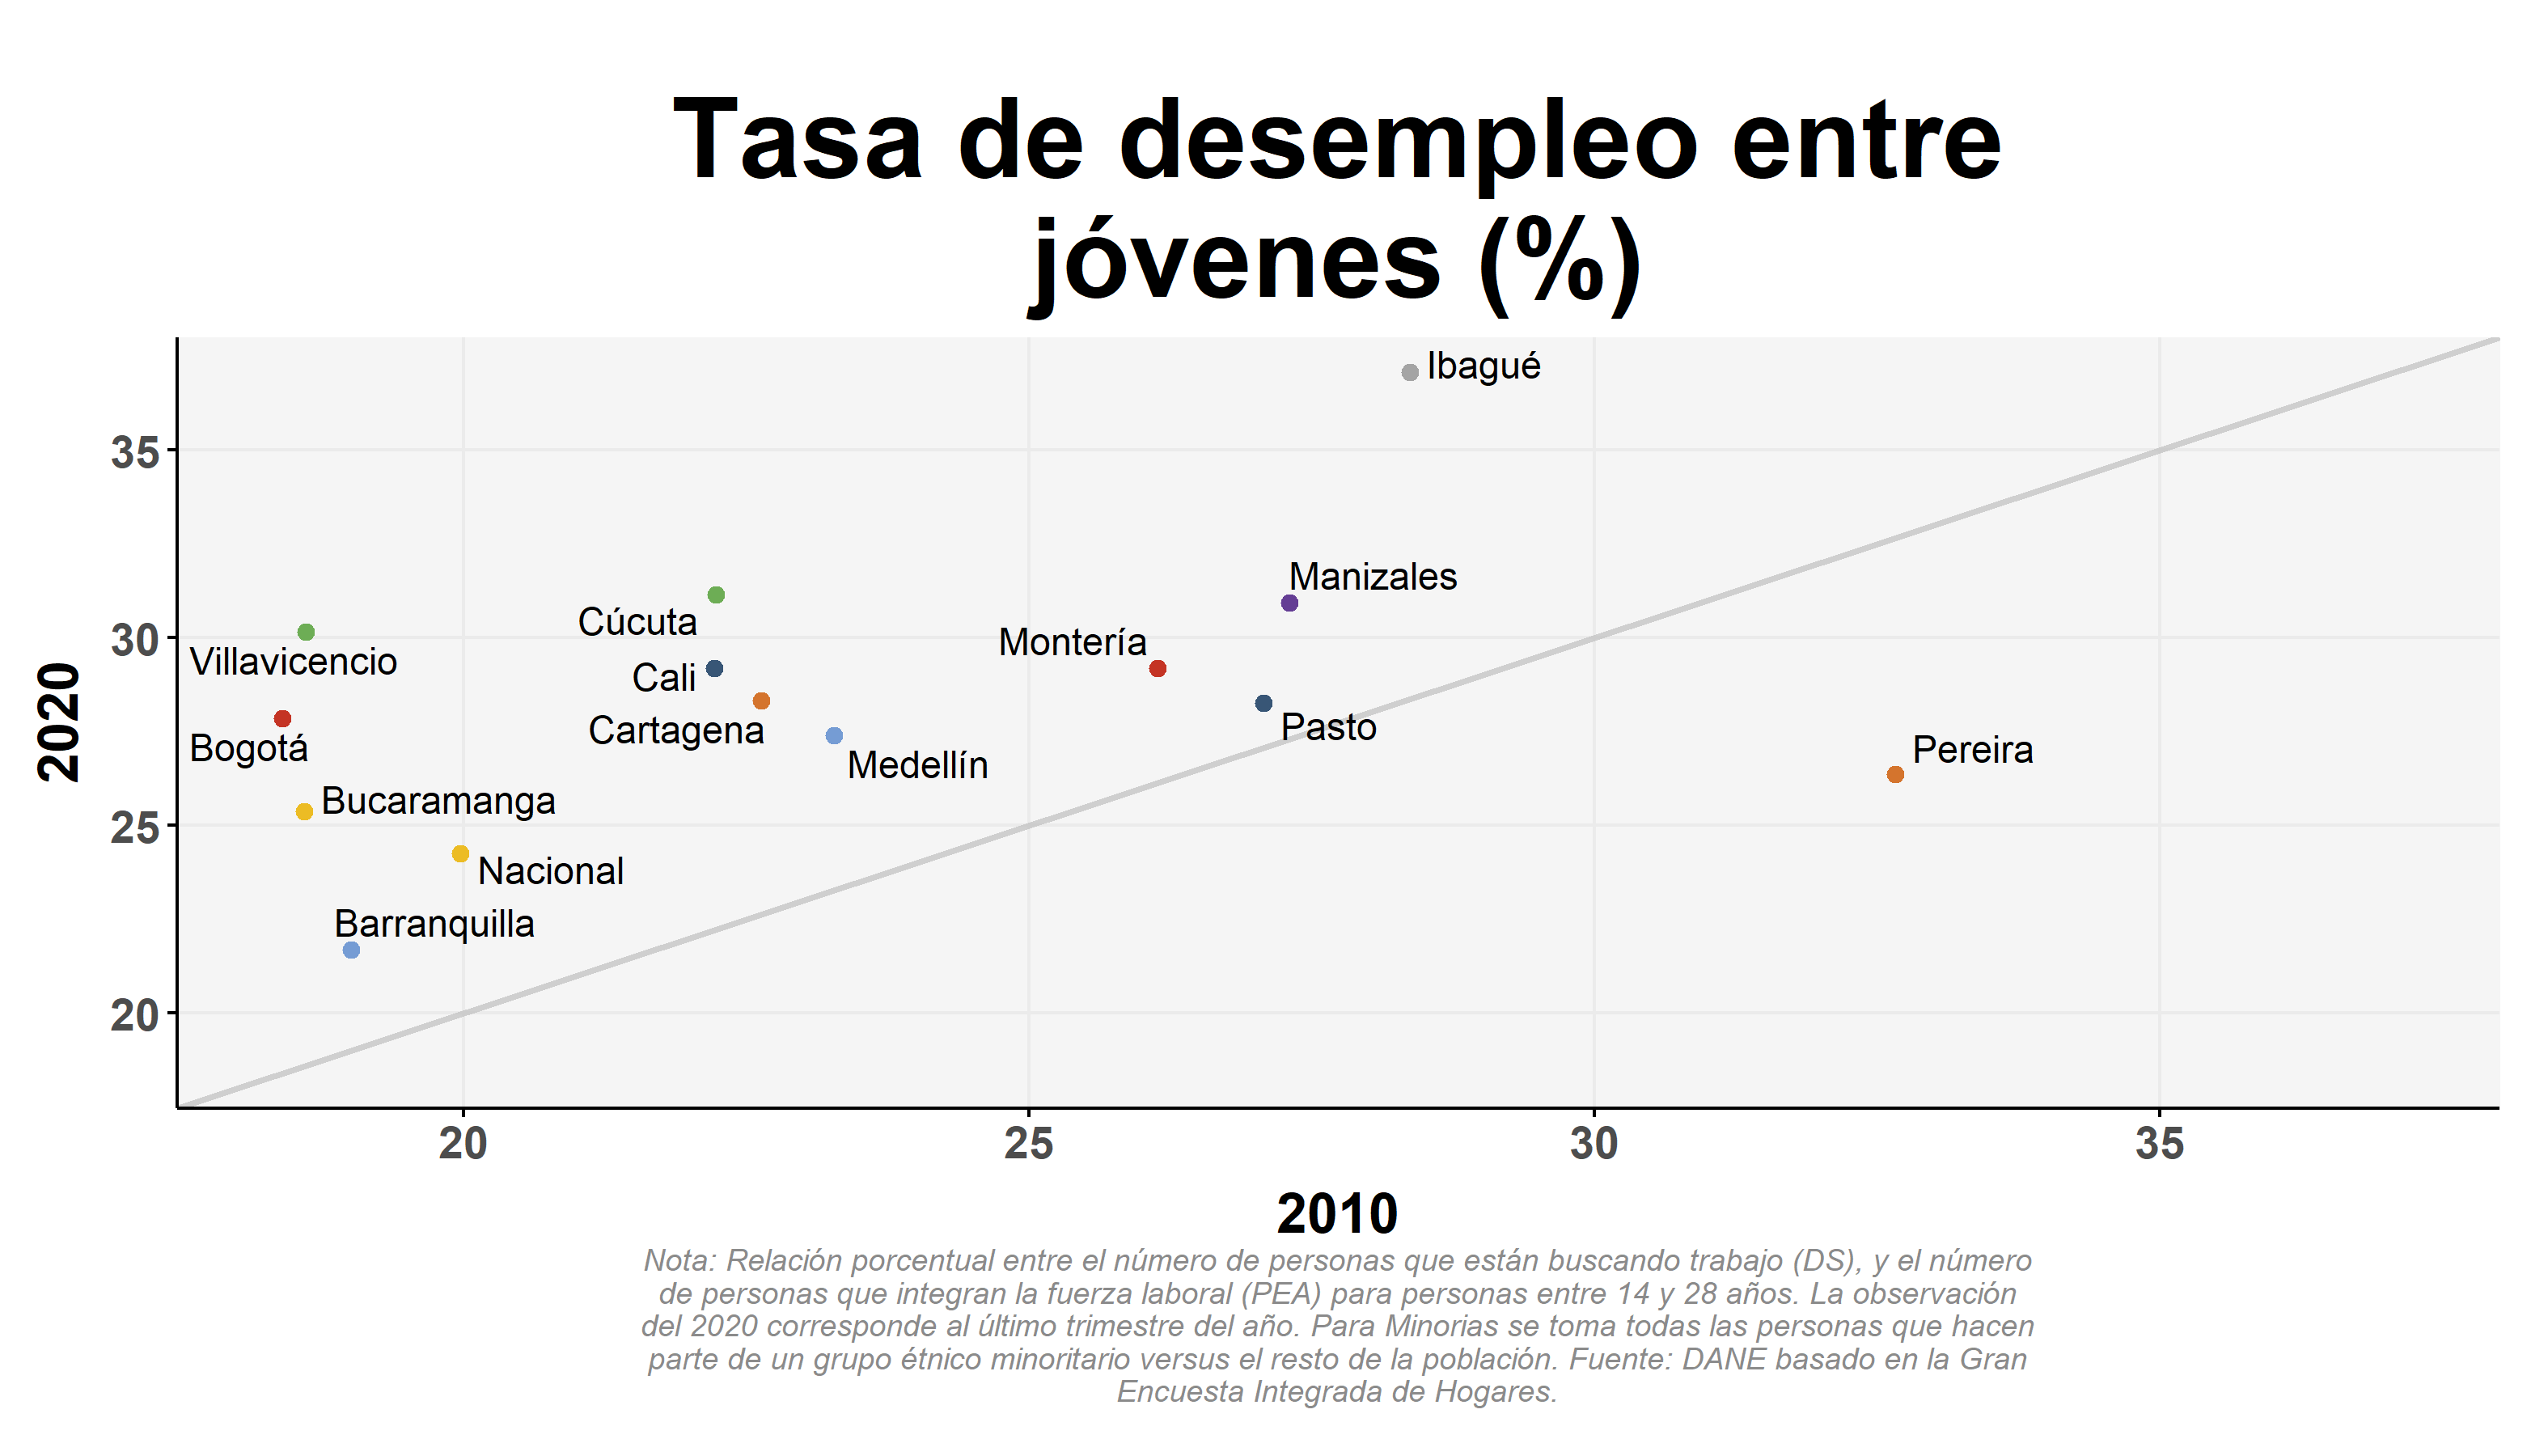 Tasa de desempleo entre
jóvenes (%)
Ibagué
35
Manizales
Cúcuta
30
Montería
Villavicencio
Cali
Cartagena
Pasto
Bogotá
Medellín
Pereira
2020
Bucaramanga
25
Nacional
Barranquilla
20
20
25
30
35
2010
Nota: Relación porcentual entre el número de personas que están buscando trabajo (DS), y el número
de personas que integran la fuerza laboral (PEA) para personas entre 14 y 28 años. La observación
del 2020 corresponde al último trimestre del año. Para Minorias se toma todas las personas que hacen
parte de un grupo étnico minoritario versus el resto de la población. Fuente: DANE basado en la Gran
Encuesta Integrada de Hogares.